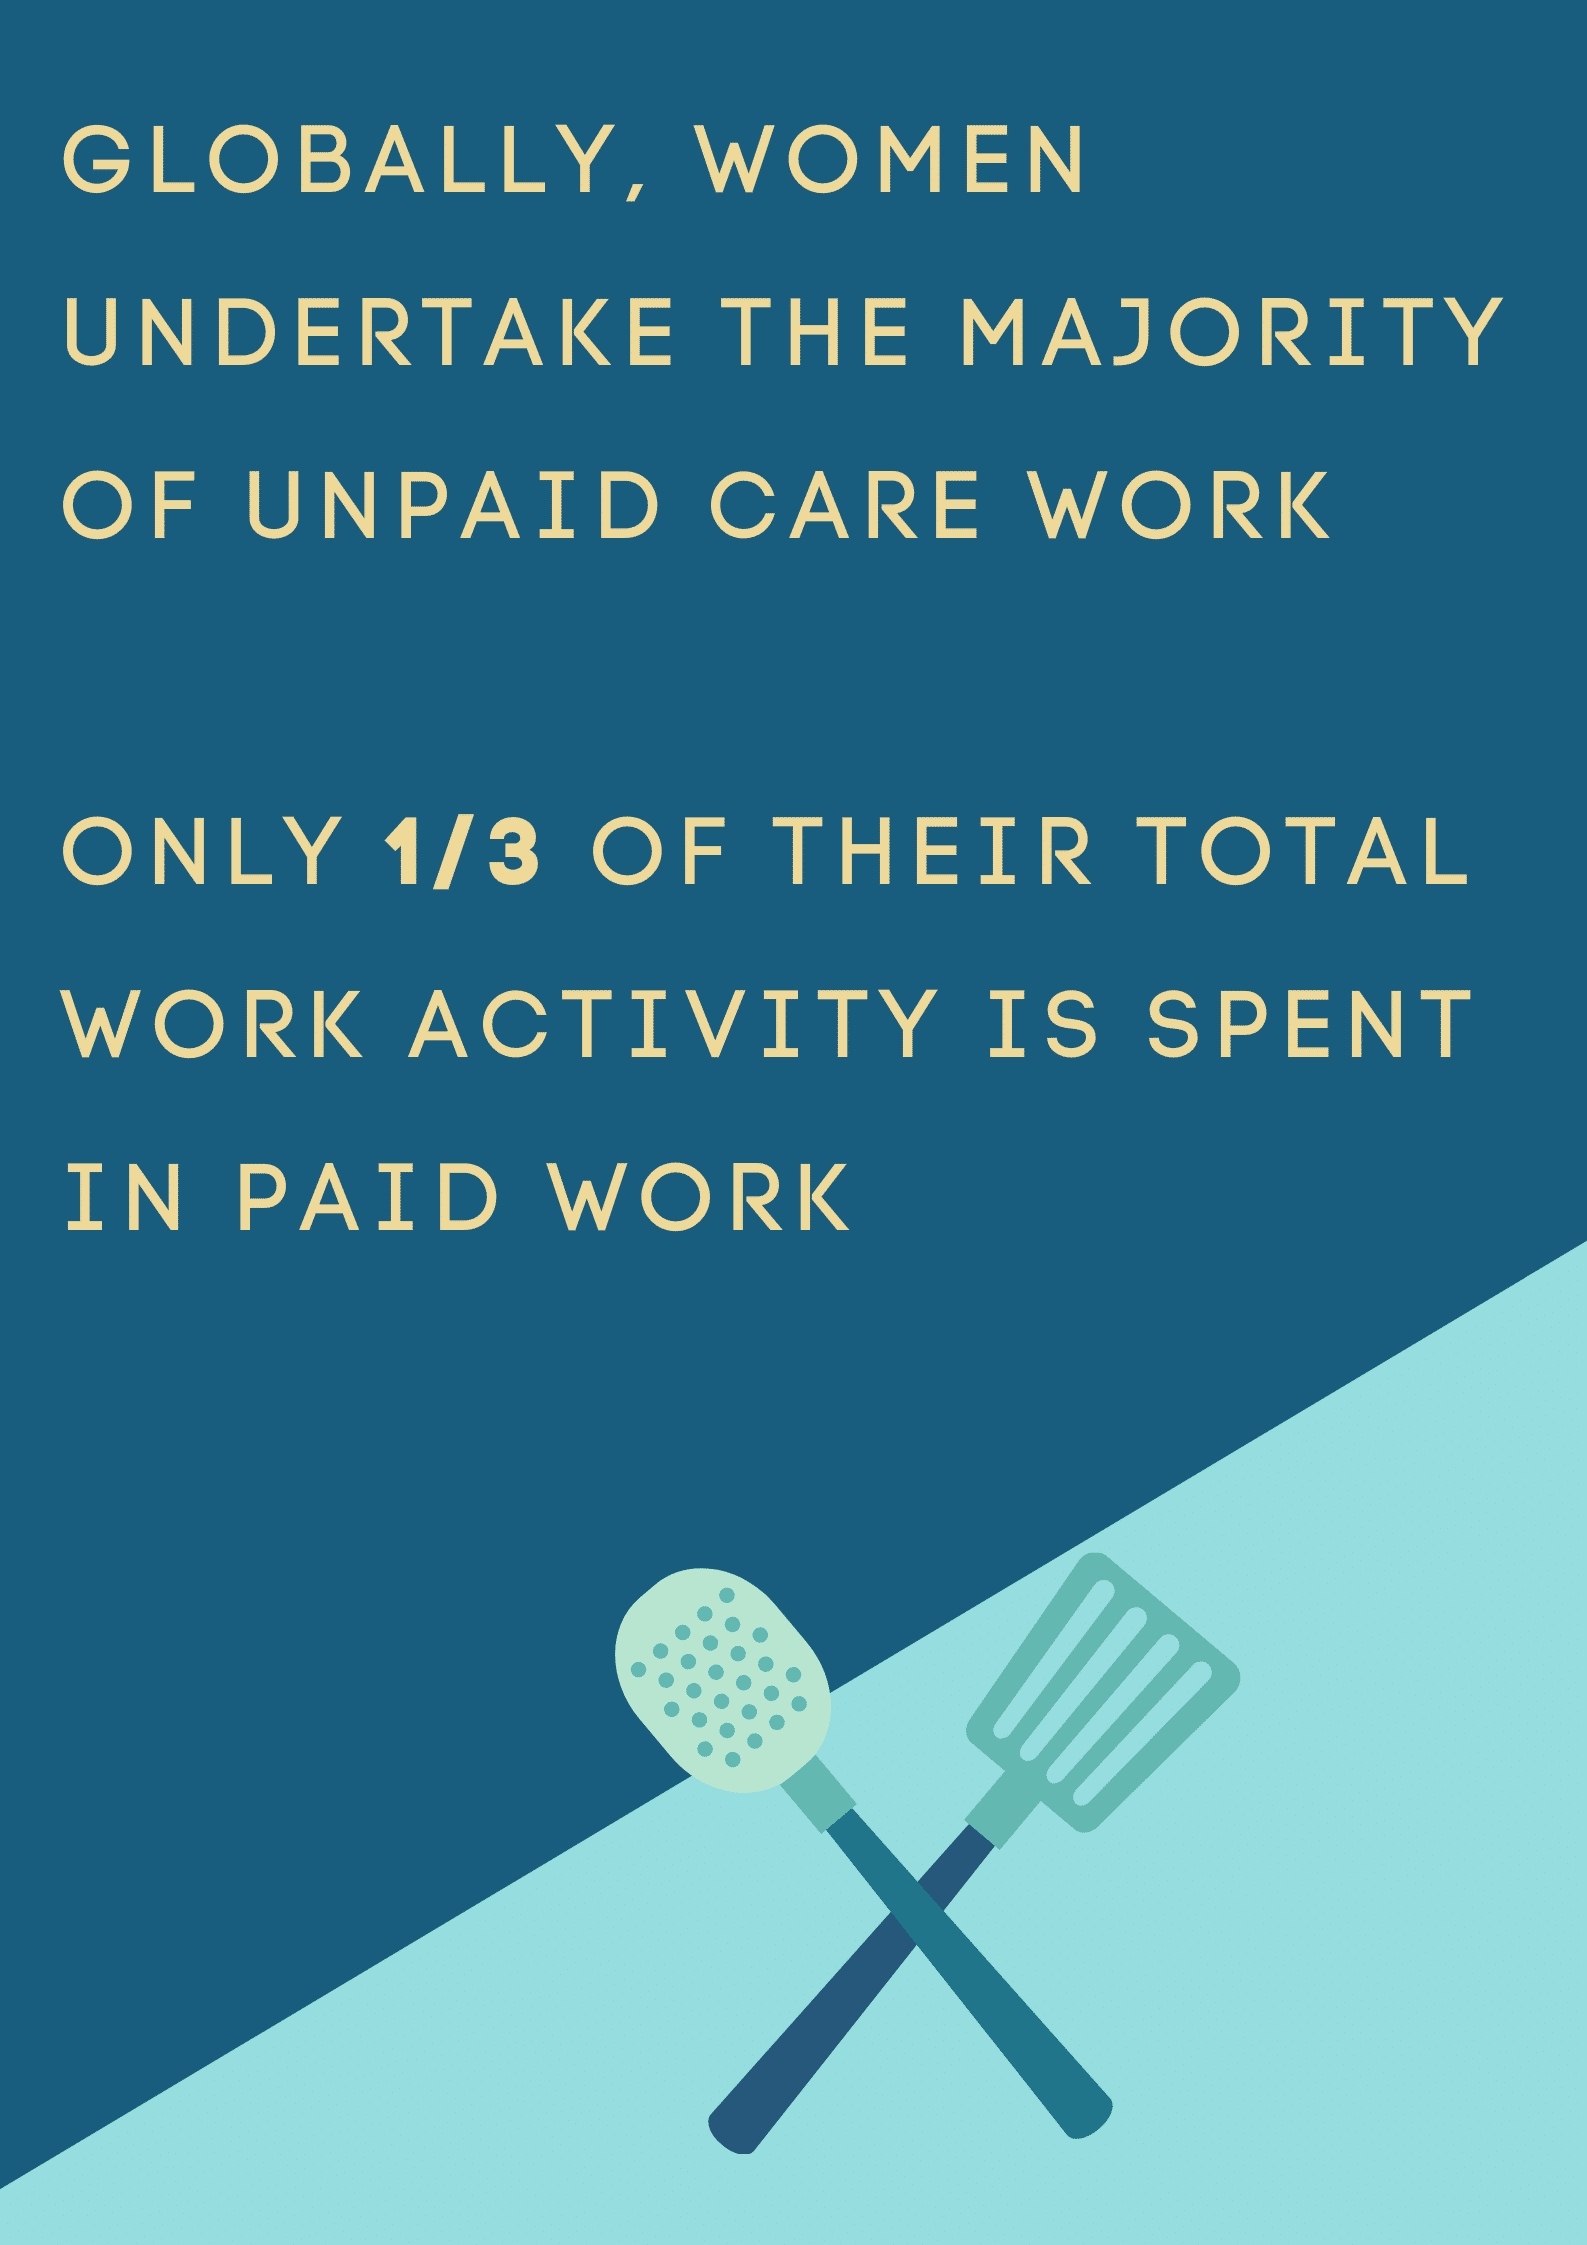 GLOBALLY, WOMEN
UNDERTAKE THE MAJORITY
OF UNPAID CARE WORK
ONLY 1/3 OF THEIR TOTAL
WORK ACTIVITY IS SPENT
IN PAID WORK